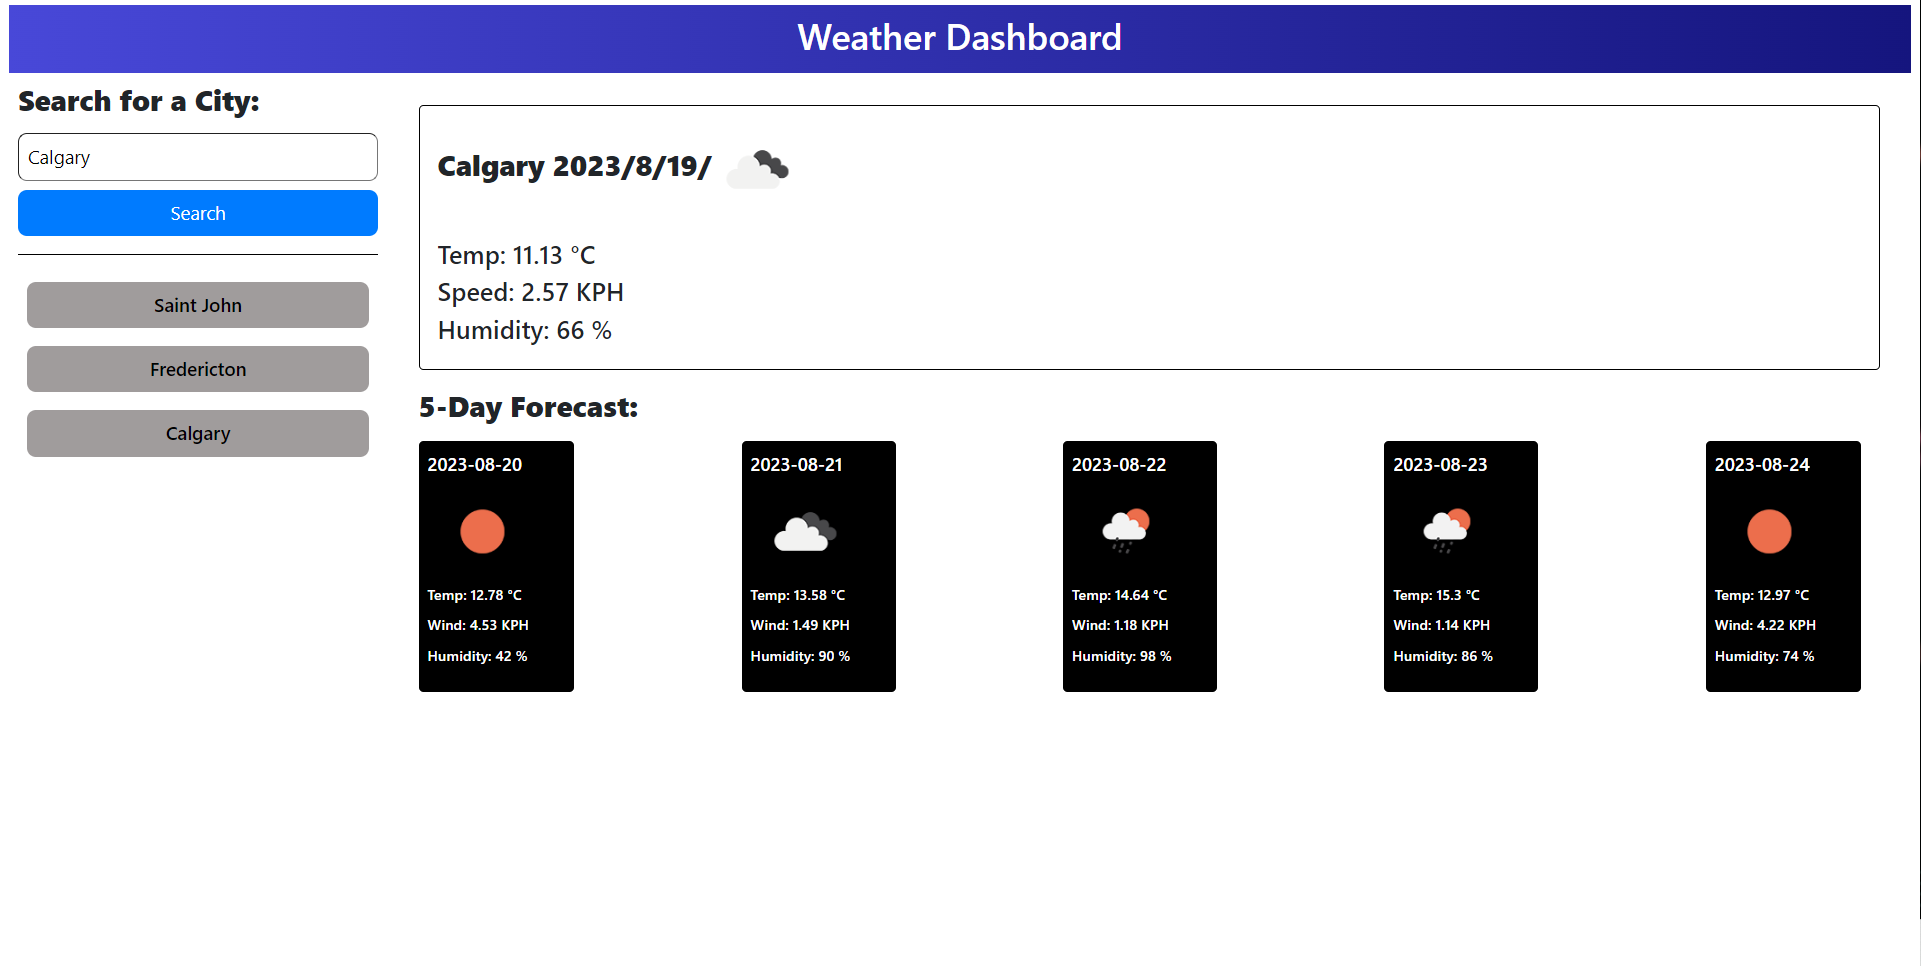 Weather Dashboard
Search for a City:
Calgary
Search
Saint John
Fredericton
Calgary
Calgary 2023/8/19/
Temp: 11.13 °C
Speed: 2.57 KPH
Humidity: 66 %
5-Day Forecast:
2023-08-20
Temp: 12.78 °C
Wind: 4.53 KPH
Humidity: 42 %
2023-08-21
Temp: 13.58 °C
Wind: 1.49 KPH
Humidity: 90 %
2023-08-22
Temp: 14.64 °C
Wind: 1.18 KPH
Humidity: 98 %
2023-08-23
Temp: 15.3 °C
Wind: 1.14 KPH
Humidity: 86 %
2023-08-24
Temp: 12.97 °C
Wind: 4.22 KPH
Humidity: 74 %